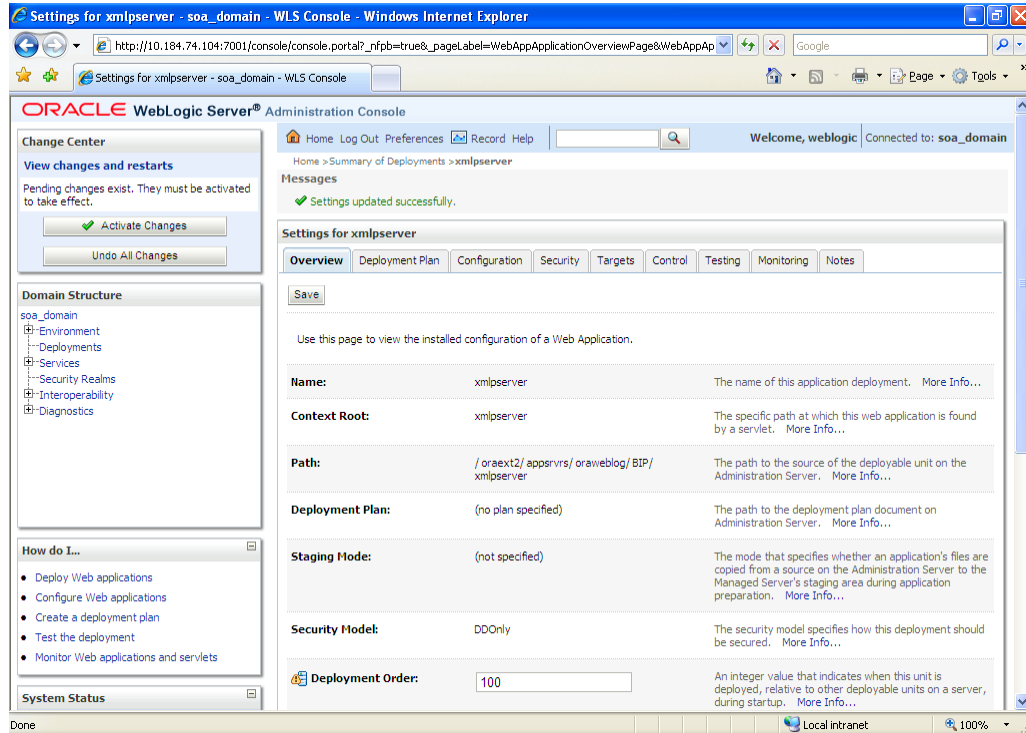 Settings for xmlpserver - soa_domain - WLS Console - Windows Internet Explorer
http://10.184.74.104:7001/console/console.portal?_nfpb=true&_pageLabel=WebAppApplicationOverviewPage&WebAppAp
Google
Settings for xmlpserver - soa_domain - WLS Console
Page
Tools
ORACLE WebLogic Server® Administration Console
Change Center
View changes and restarts
Pending changes exist. They must be activated
to take effect.
Activate Changes
Undo All Changes
Domain Structure
soa_domain
Environment
Deployments
Services
Security Realms
Interoperability
Diagnostics
How do I...
Deploy Web applications
Configure Web applications
Create a deployment plan
Test the deployment
Monitor Web applications and servlets
System Status
Home Log Out Preferences Record Help
Welcome, weblogic Connected to: soa_domain
Home >Summary of Deployments >xmlpserver
Messages
Settings updated successfully.
Settings for xmlpserver
Overview Deployment Plan Configuration Security Targets Control Testing Monitoring Notes
Save
Use this page to view the installed configuration of a Web Application.
Name: xmlpserver The name of this application deployment. More Info...
Context Root: xmlpserver The specific path at which this web application is found
by a servlet. More Info...
Path: / oraext2/ appsrvrs/ oraweblog/ BIP/ The path to the source of the deployable unit on the
xmlpserver Administration Server. More Info...
Deployment Plan: (no plan specified) The path to the deployment plan document on
Administration Server. More Info...
Staging Mode: (not specified) The mode that specifies whether an application's files are
copied from a source on the Administration Server to the
Managed Server's staging area during application
preparation. More Info...
Security Model: DDOnly The security model specifies how this deployment should
be secured. More Info...
Deployment Order: 100 An integer value that indicates when this unit is
deployed, relative to other deployable units on a server,
during startup. More Info...
Done
Local intranet
100%